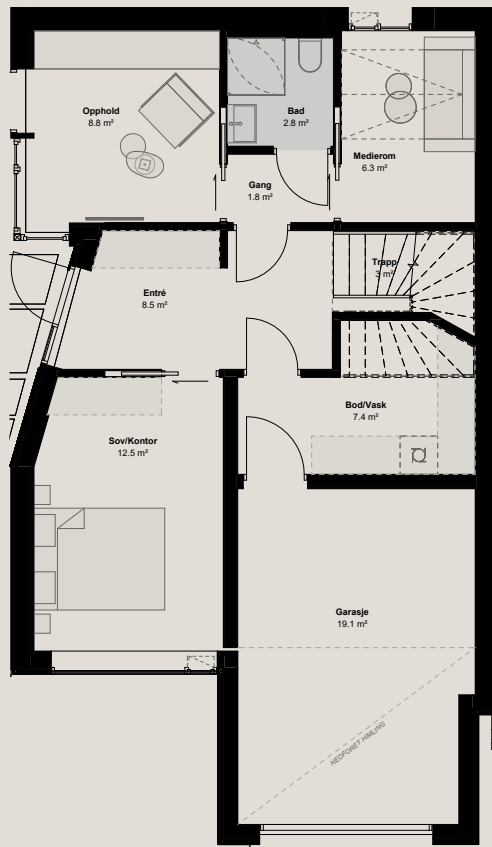 Opphold
8.8 m²
Bad
2.8 m²
Medierom
6.3 m²
Gang
1.8 m²
Trapp
3 m²
Entré
8.5 m²
Bod/Vask
7.4 m²
Sov/Kontor
12.5 m²
Garasje
19.1 m²
NEDFORET HIMLING